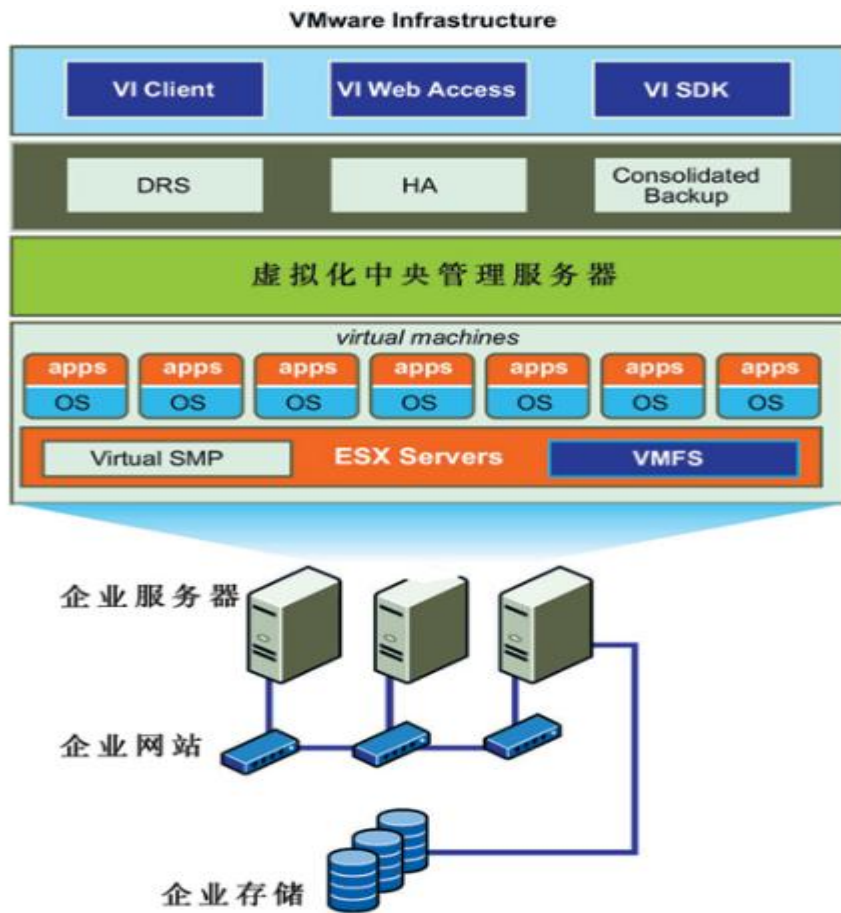 VMware Infrastructure
VI Client
VI Web Access
VI SDK
DRS
HA
Consolidated
Backup
虚拟化中央管理服务器
virtual machines
apps apps apps apps apps apps apps
OS OS OS OS OS OS OS
Virtual SMP
ESX Servers
VMFS
企业服务器
企业网站
企业存储